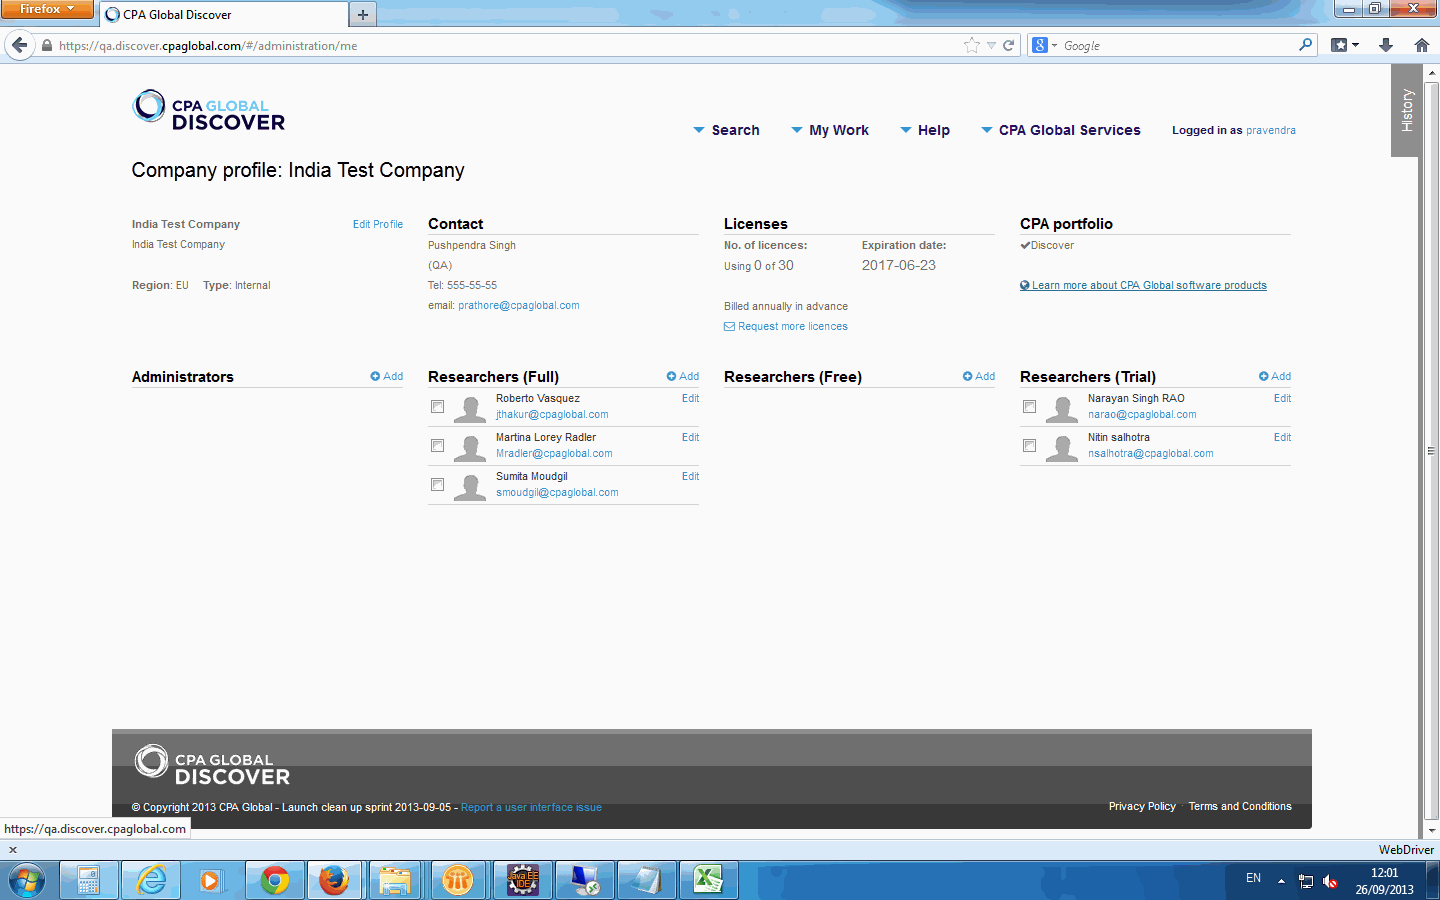 Firefox
CPA Global Discover
https://qa.discover.cpaglobal.com/#/administration/me
Google
History
CPA GLOBAL
DISCOVER
Search
My Work
Help
CPA Global Services
Logged in as pravendra
Company profile: India Test Company
India Test Company
Edit Profile
India Test Company
Region: EU Type: Internal
Contact
Pushpendra Singh
(QA)
Tel: 555-55-55
email: prathore@cpaglobal.com
Licenses
No. of licences:
Expiration date:
Using 0 of 30
2017-06-23
Billed annually in advance
Request more licences
CPA portfolio
Discover
Learn more about CPA Global software products
Administrators
Add
Researchers (Full)
Add
Roberto Vasquez
Edit
jthakur@cpaglobal.com
Martina Lorey Radler
Edit
Mradler@cpaglobal.com
Sumita Moudgil
Edit
smoudgil@cpaglobal.com
Researchers (Free)
Add
Researchers (Trial)
Add
Narayan Singh RAO
Edit
narao@cpaglobal.com
Nitin salhotra
Edit
nsalhotra@cpaglobal.com
CPA GLOBAL
DISCOVER
© Copyright 2013 CPA Global - Launch clean up sprint 2013-09-05 - Report a user interface issue
Privacy Policy · Terms and Conditions
https://qa.discover.cpaglobal.com
WebDriver
Java EE
IDE
EN
12:01
26/09/2013